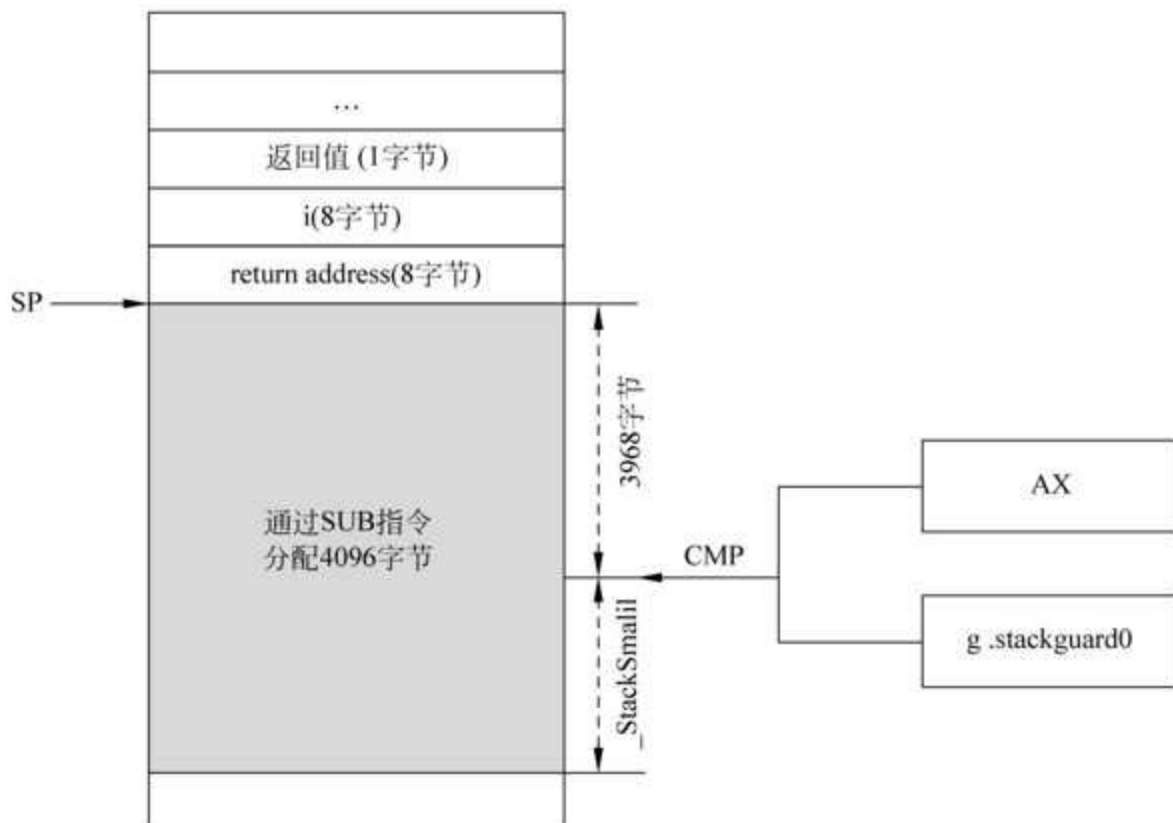 …
返回值 (1字节)
i(8字节)
return address(8字节)
SP
3968字节
AX
通过SUB指令
分配4096字节
CMP
_StackSmalil
g .stackguard0